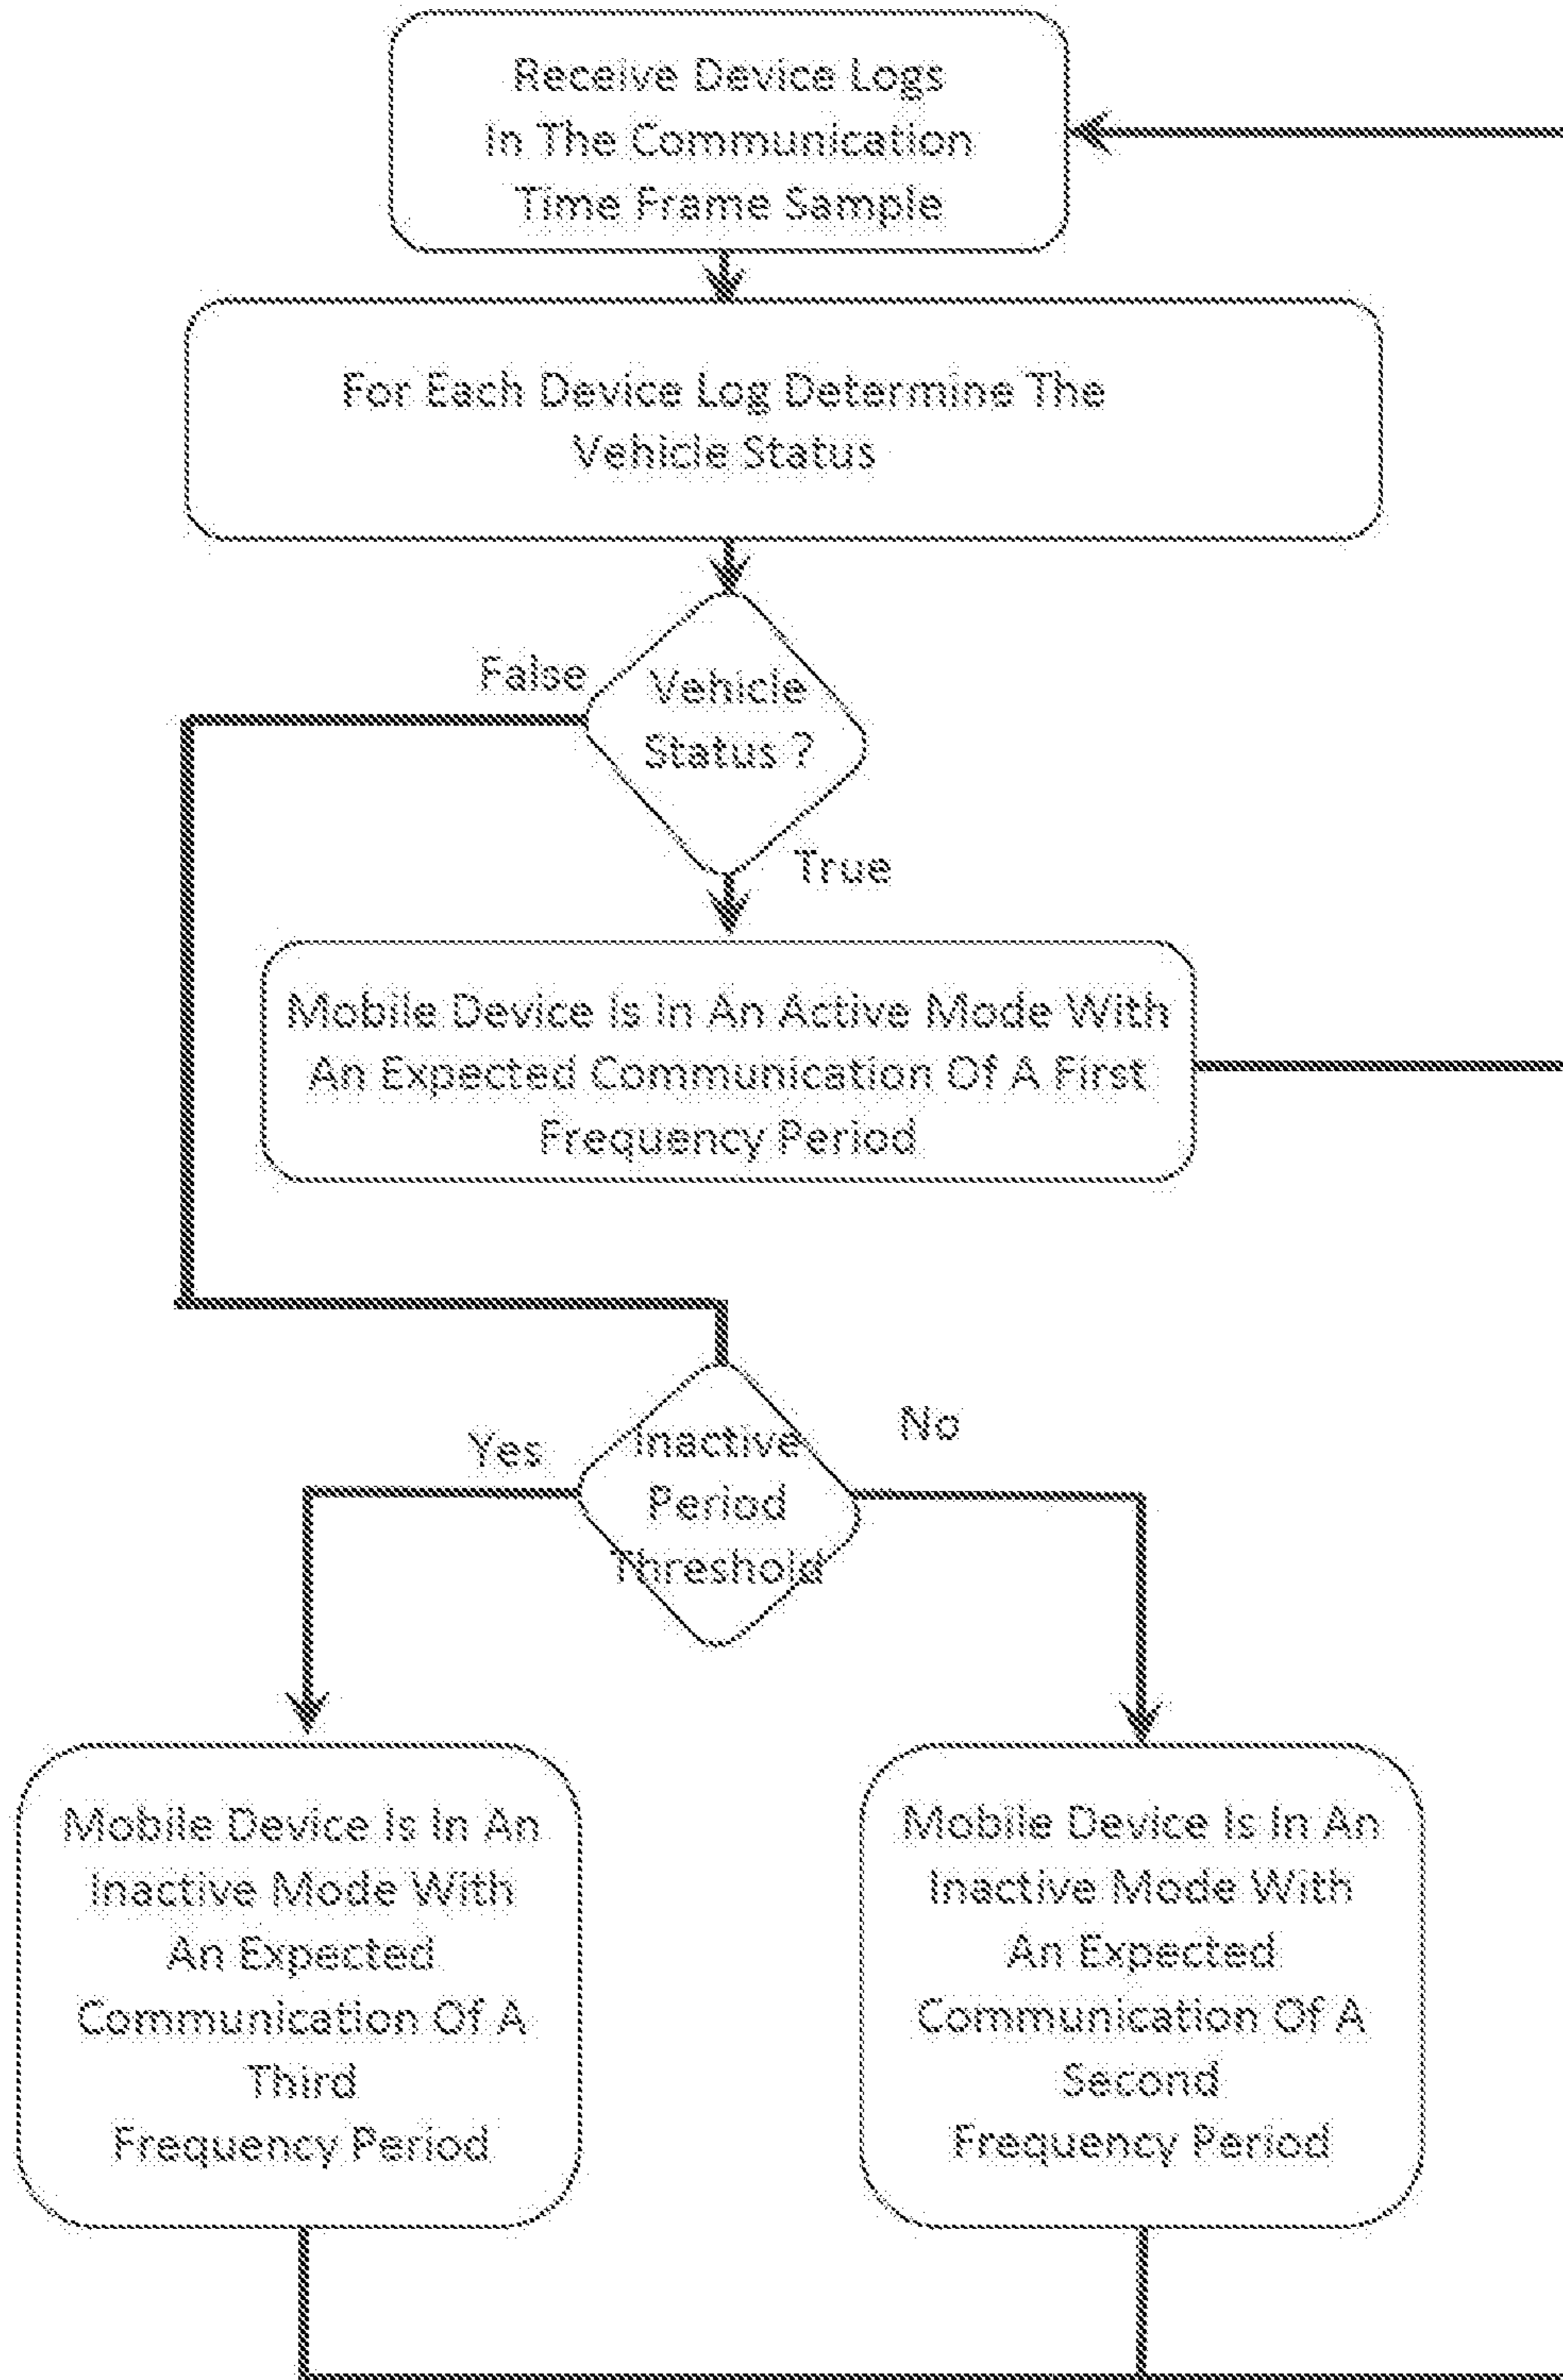 Receive Device Logs
In The Communication
Time Frame Sample
For Each Device Log Determine The
Vehicle Status
False
Vehicle
Status ?
True
Mobile Device Is In An Active Mode With
An Expected Communication Of A First
Frequency Period
Yes
Inactive
Period
Threshold
No
Mobile Device Is In An
Inactive Mode With
An Expected
Communication Of A
Third
Frequency Period
Mobile Device Is In An
Inactive Mode With
An Expected
Communication Of A
Second
Frequency Period